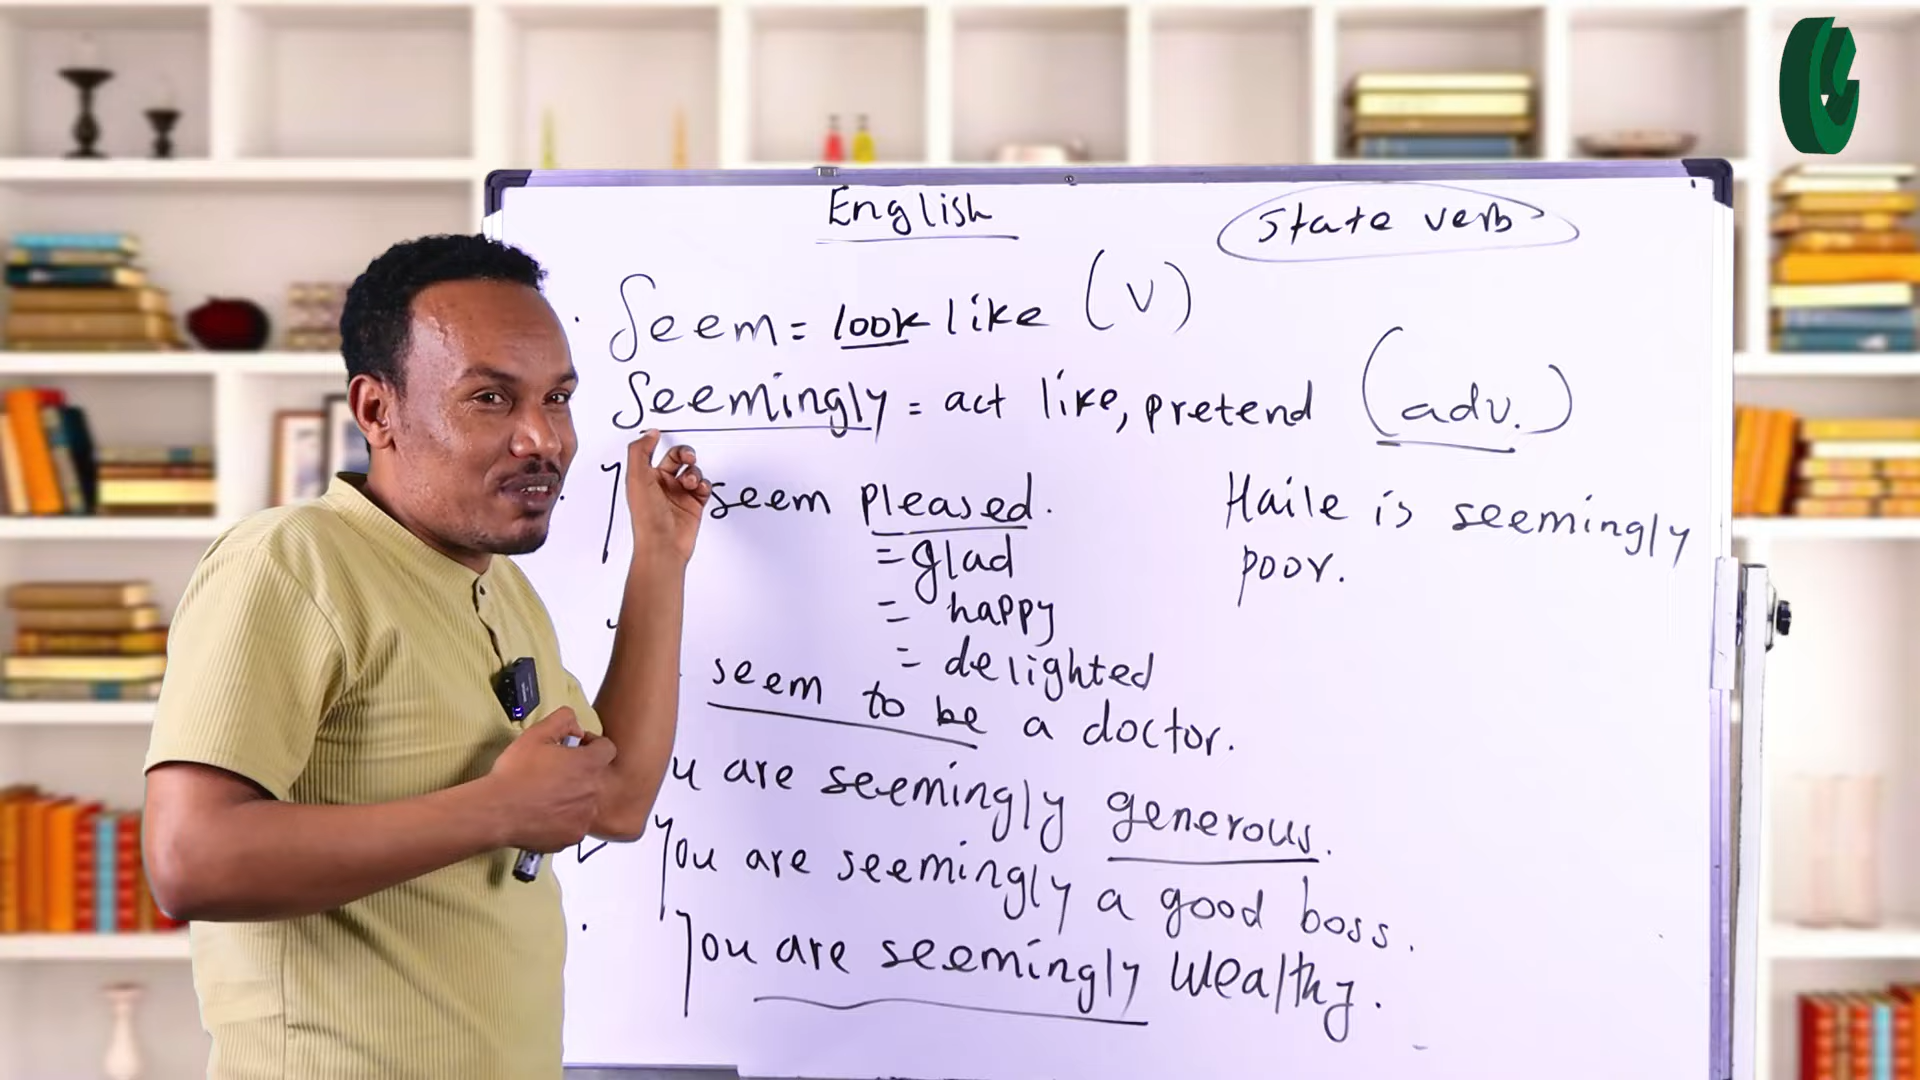 English
State verb
Seem = look like (v)
Seemingly = act like, pretend (adv.)
seem pleased.
= glad
= happy
= delighted
Haile is seemingly
poor.
seem to be a doctor.
are seemingly generous.
You are seemingly a good boss.
You are seemingly wealthy.